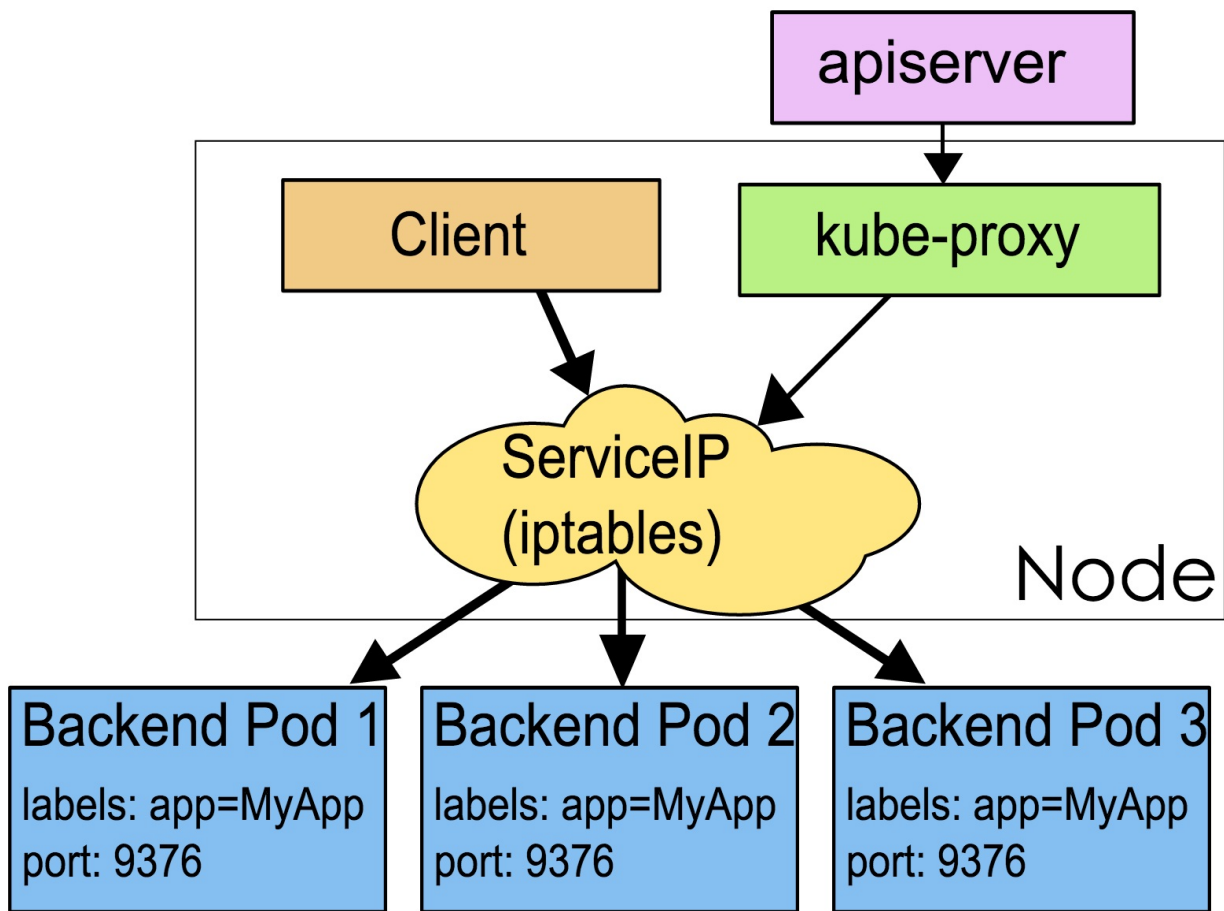 apiserver
Client
kube-proxy
ServiceIP
(iptables)
Node
Backend Pod 1
labels: app=MyApp
port: 9376
Backend Pod 2
labels: app=MyApp
port: 9376
Backend Pod 3
labels: app=MyApp
port: 9376